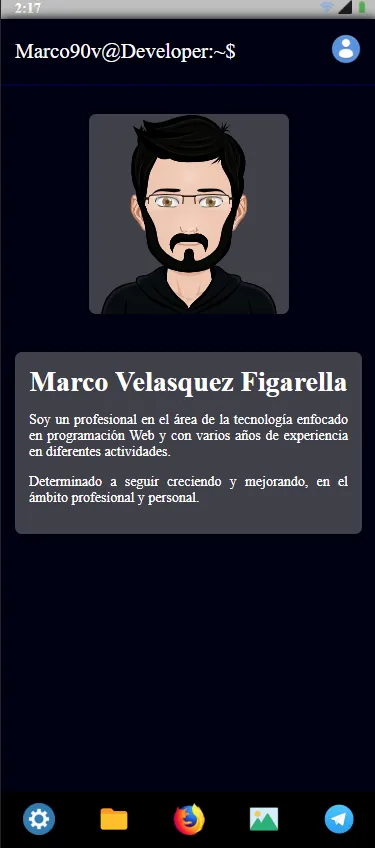 2:17
Marco90v@Developer:~$
Marco Velasquez Figarella
Soy un profesional en el área de la tecnología enfocado
en programación Web y con varios años de experiencia
en diferentes actividades.
Determinado a seguir creciendo y mejorando, en el
ámbito profesional y personal.